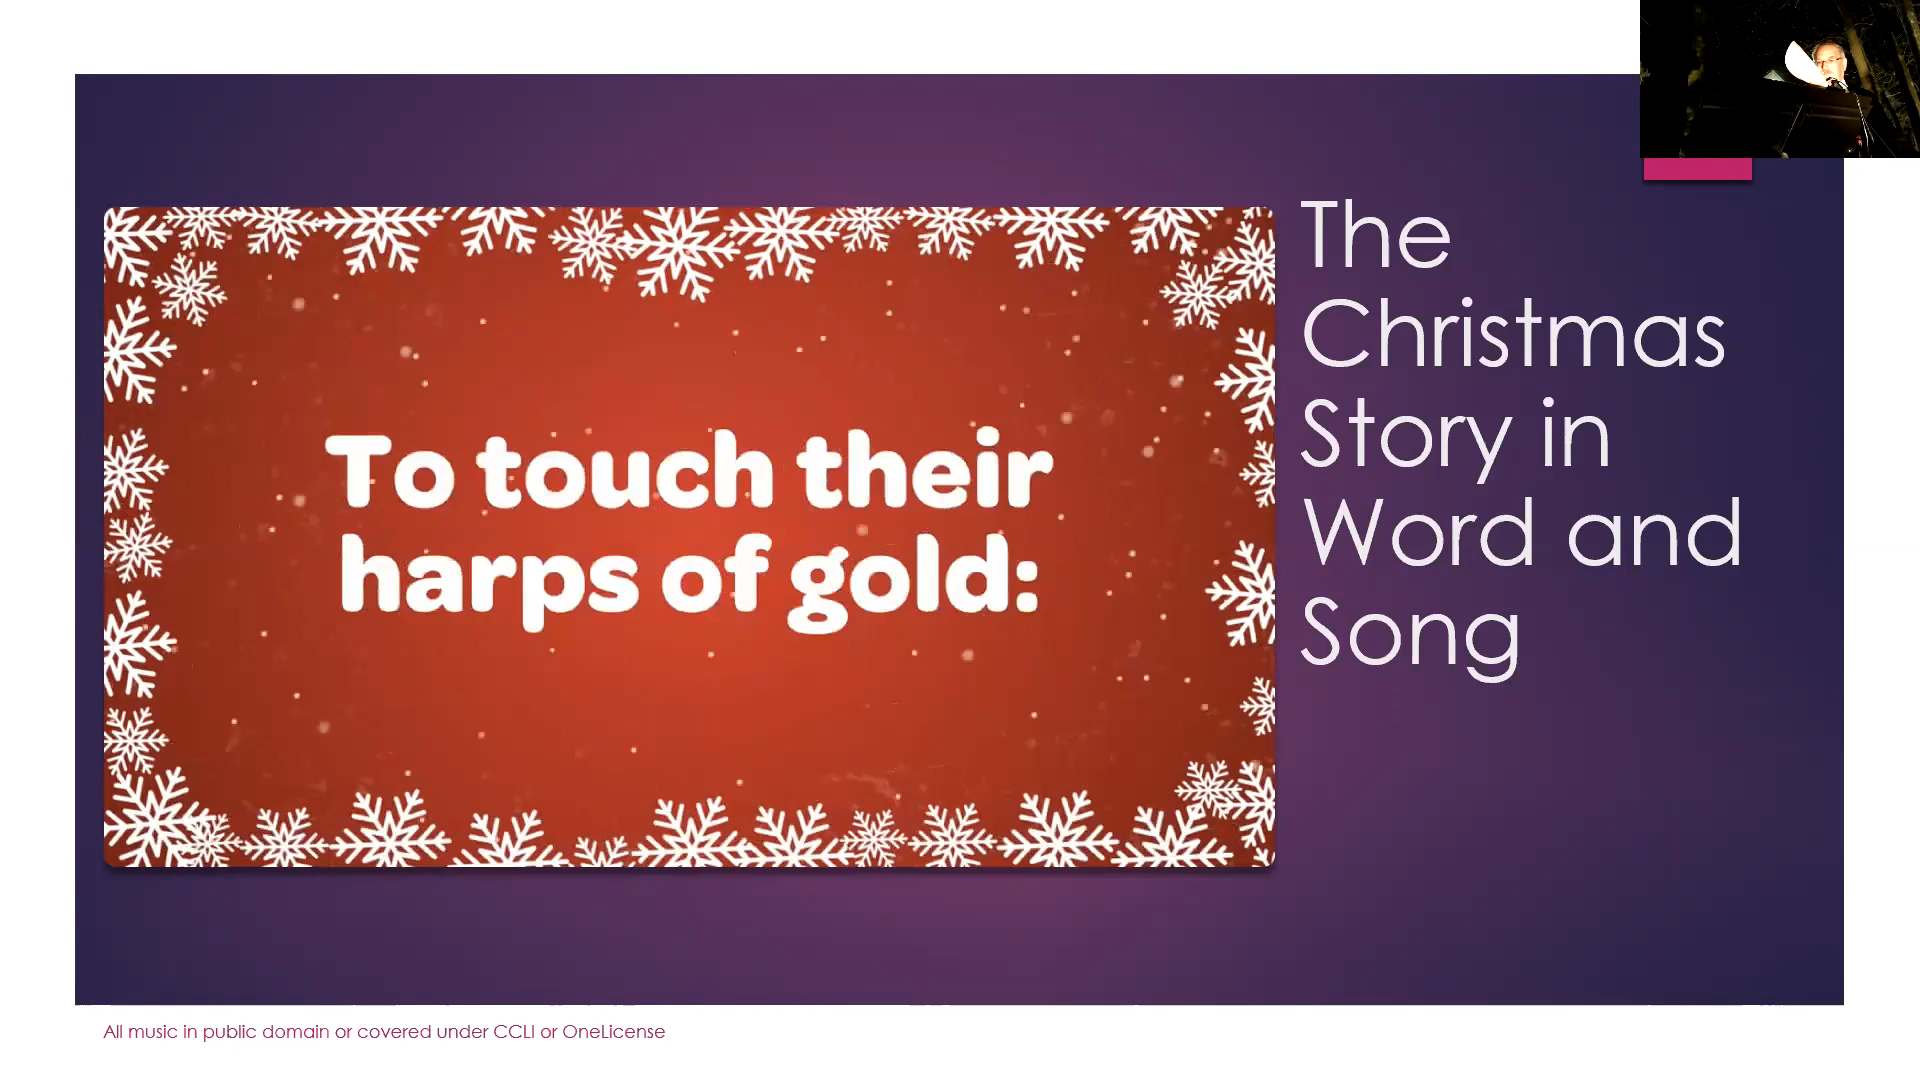 To touch their
harps of gold:
The
Christmas
Story in
Word and
Song
All music in public domain or covered under CCLI or OneLicense